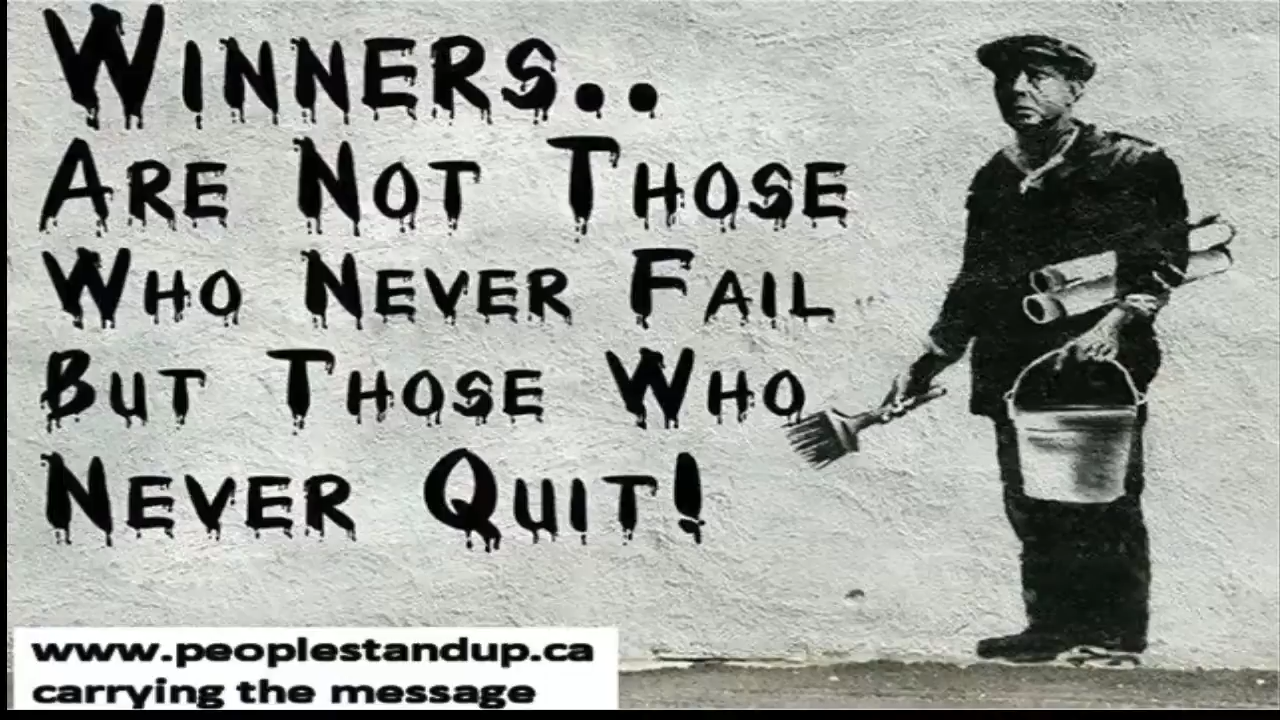 Winners..
Are Not Those
Who Never Fail
But Those Who
Never Quit!
www.peoplestandup.ca
carrying the message